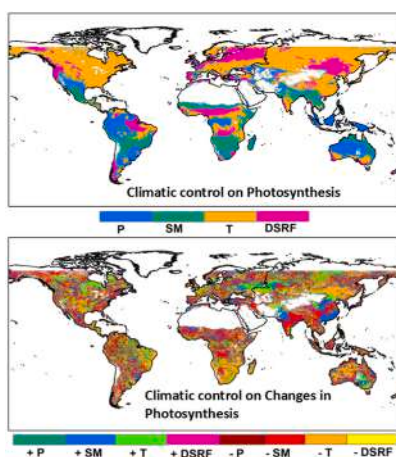 Climatic control on Photosynthesis
P SM T DSRF
Climatic control on Changes in
Photosynthesis
+ P + SM + T + DSRF - P - SM - T - DSRF